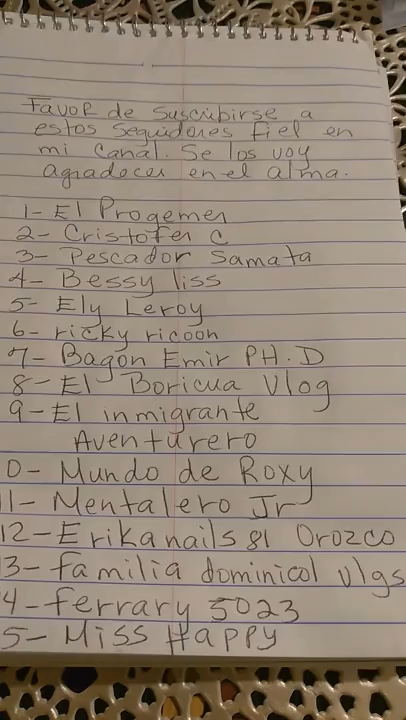 Favor de suscribirse a
estos seguidores fiel en
mi canal. Se los voy
agradocer en el alma.
1- El Progemer
2- Cristofer C
3- Pescador Samata
4- Bessy liss
5- Ely Leroy
6- ricky ricoon
7- Bagon Emir PH.D
8- El Boricua Vlog
9- El inmigrante
Aventurero
0- Mundo de Roxy
11- Mentalero Jr
12- Erikanails 81 Orozco
3- familia dominicol vlgs
4- ferrary 5023
5- Miss Happy